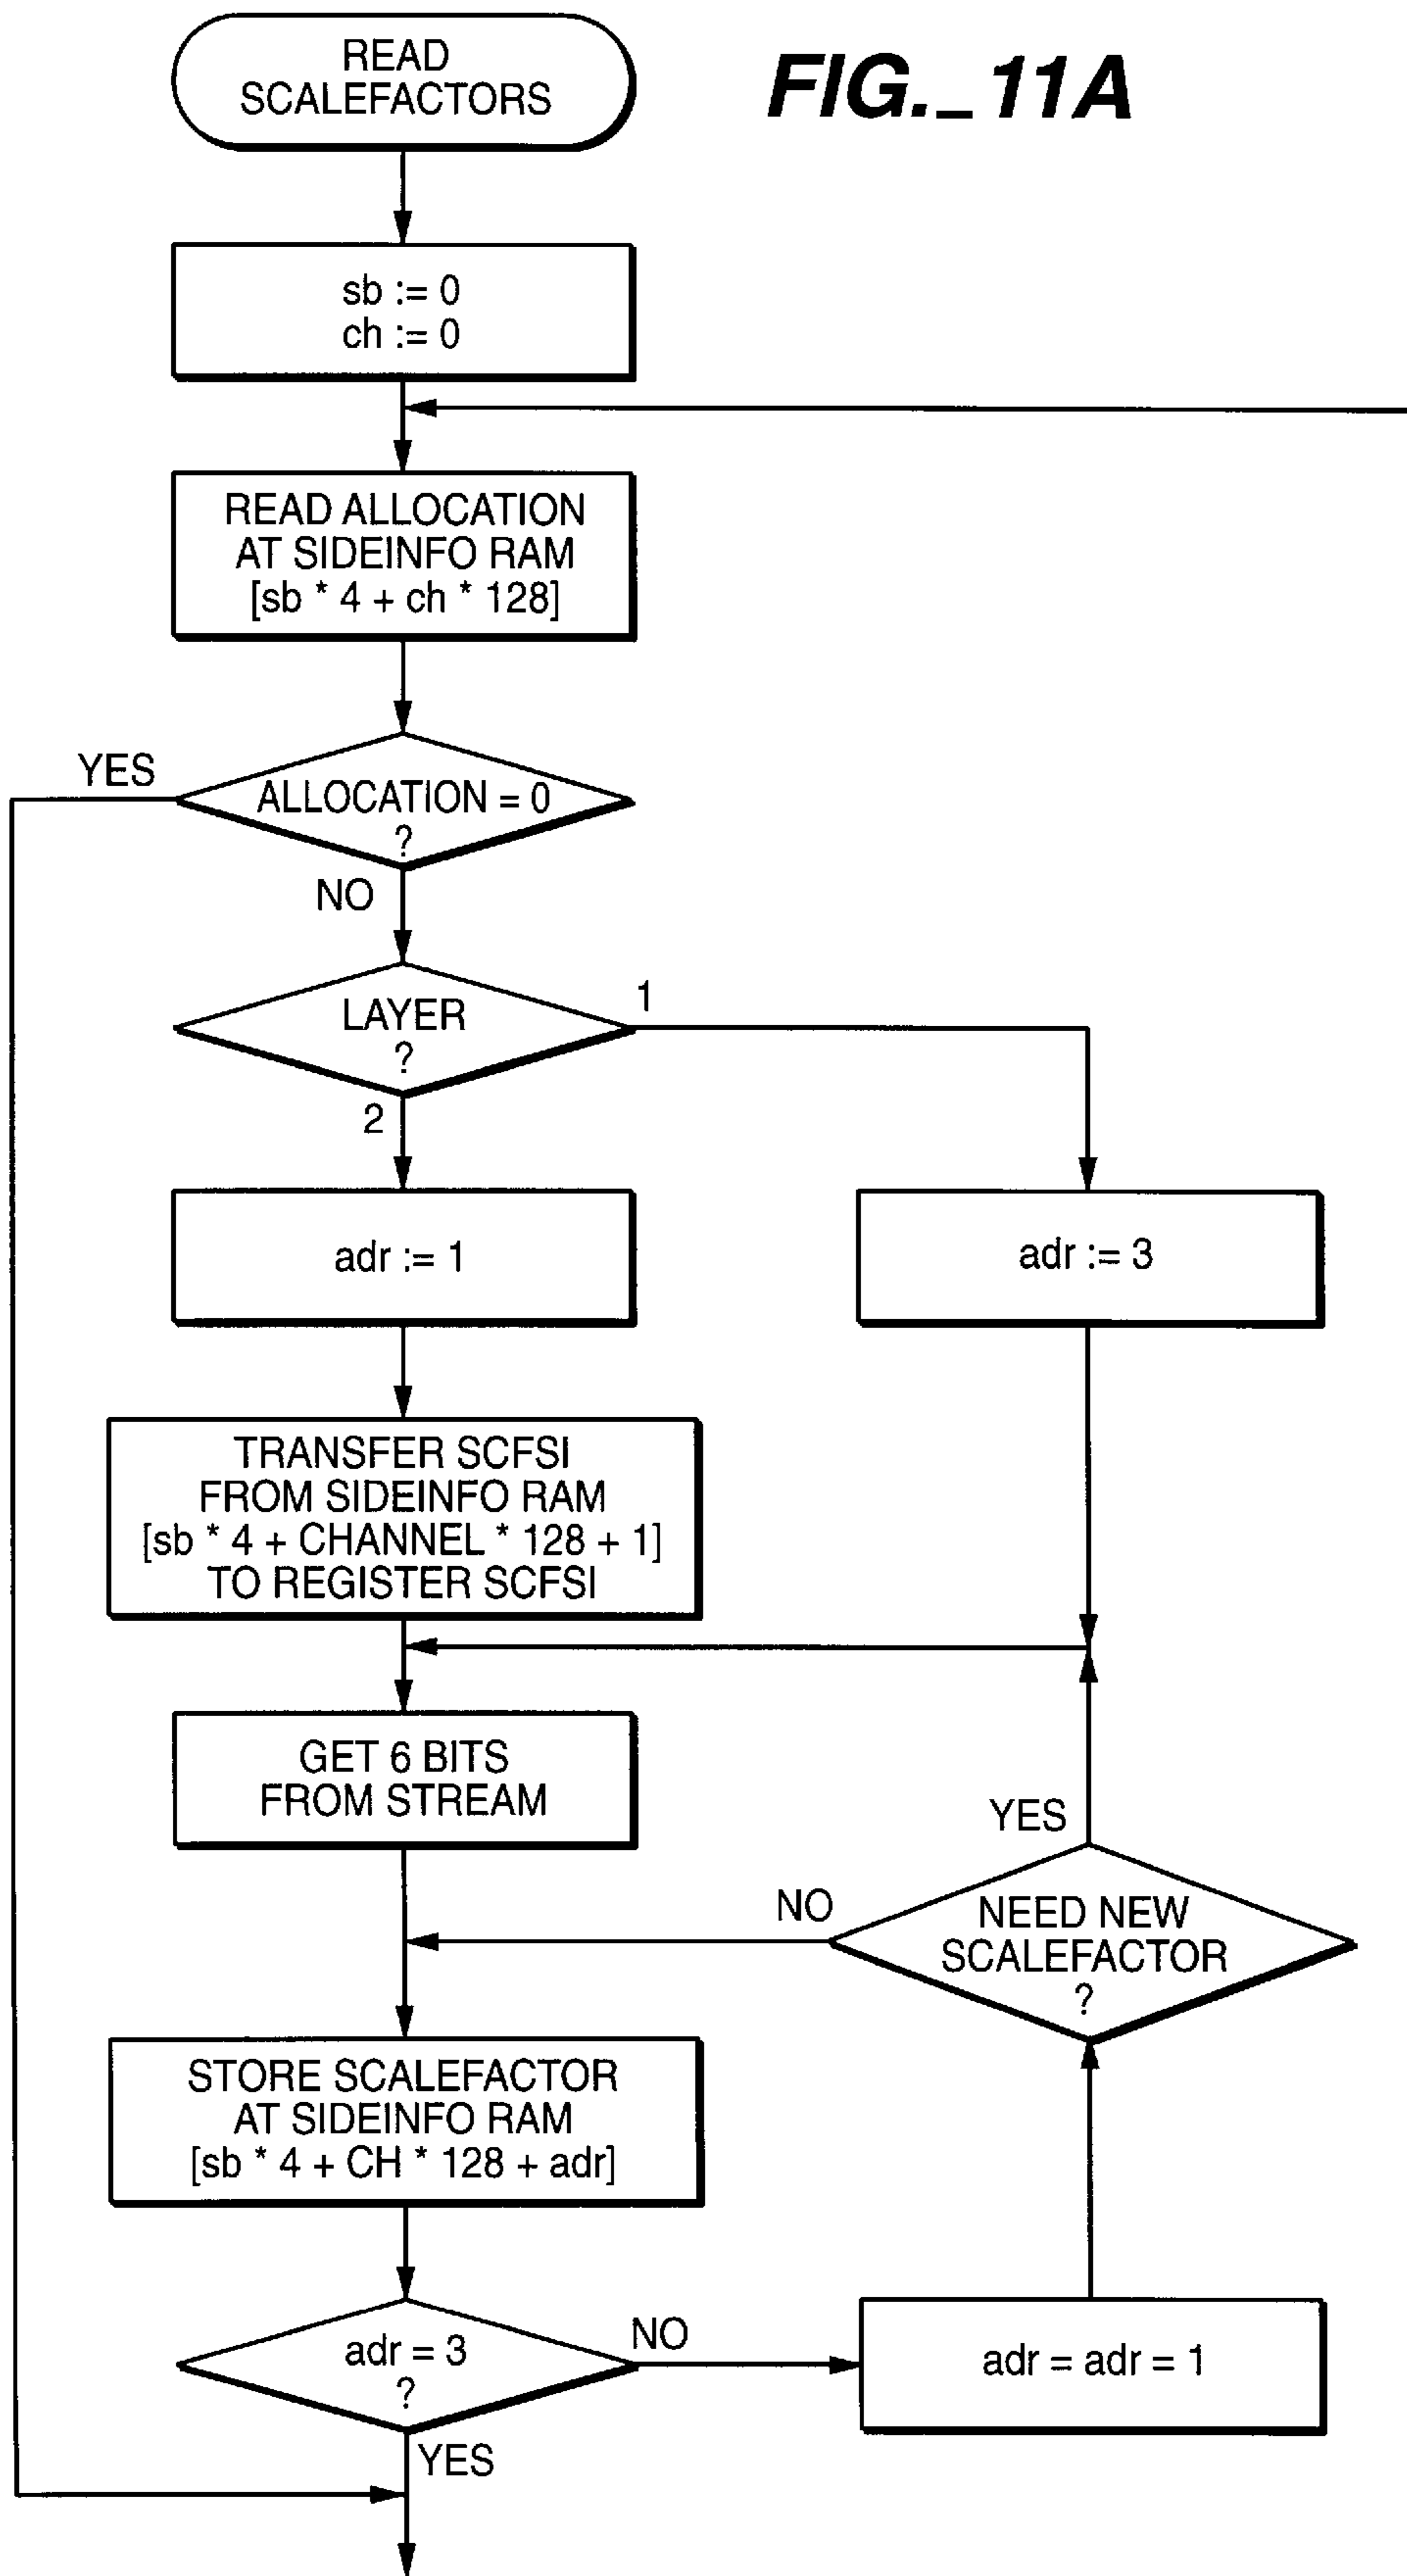 READ
SCALEFACTORS
FIG._11A
sb := 0
ch := 0
READ ALLOCATION
AT SIDEINFO RAM
[sb * 4 + ch * 128]
YES
ALLOCATION = 0
?
NO
LAYER
?
1
2
adr := 1
adr := 3
TRANSFER SCFSI
FROM SIDEINFO RAM
[sb * 4 + CHANNEL * 128 + 1]
TO REGISTER SCFSI
GET 6 BITS
FROM STREAM
YES
NO
NEED NEW
SCALEFACTOR
?
STORE SCALEFACTOR
AT SIDEINFO RAM
[sb * 4 + CH * 128 + adr]
adr = 3
?
NO
adr = adr = 1
YES